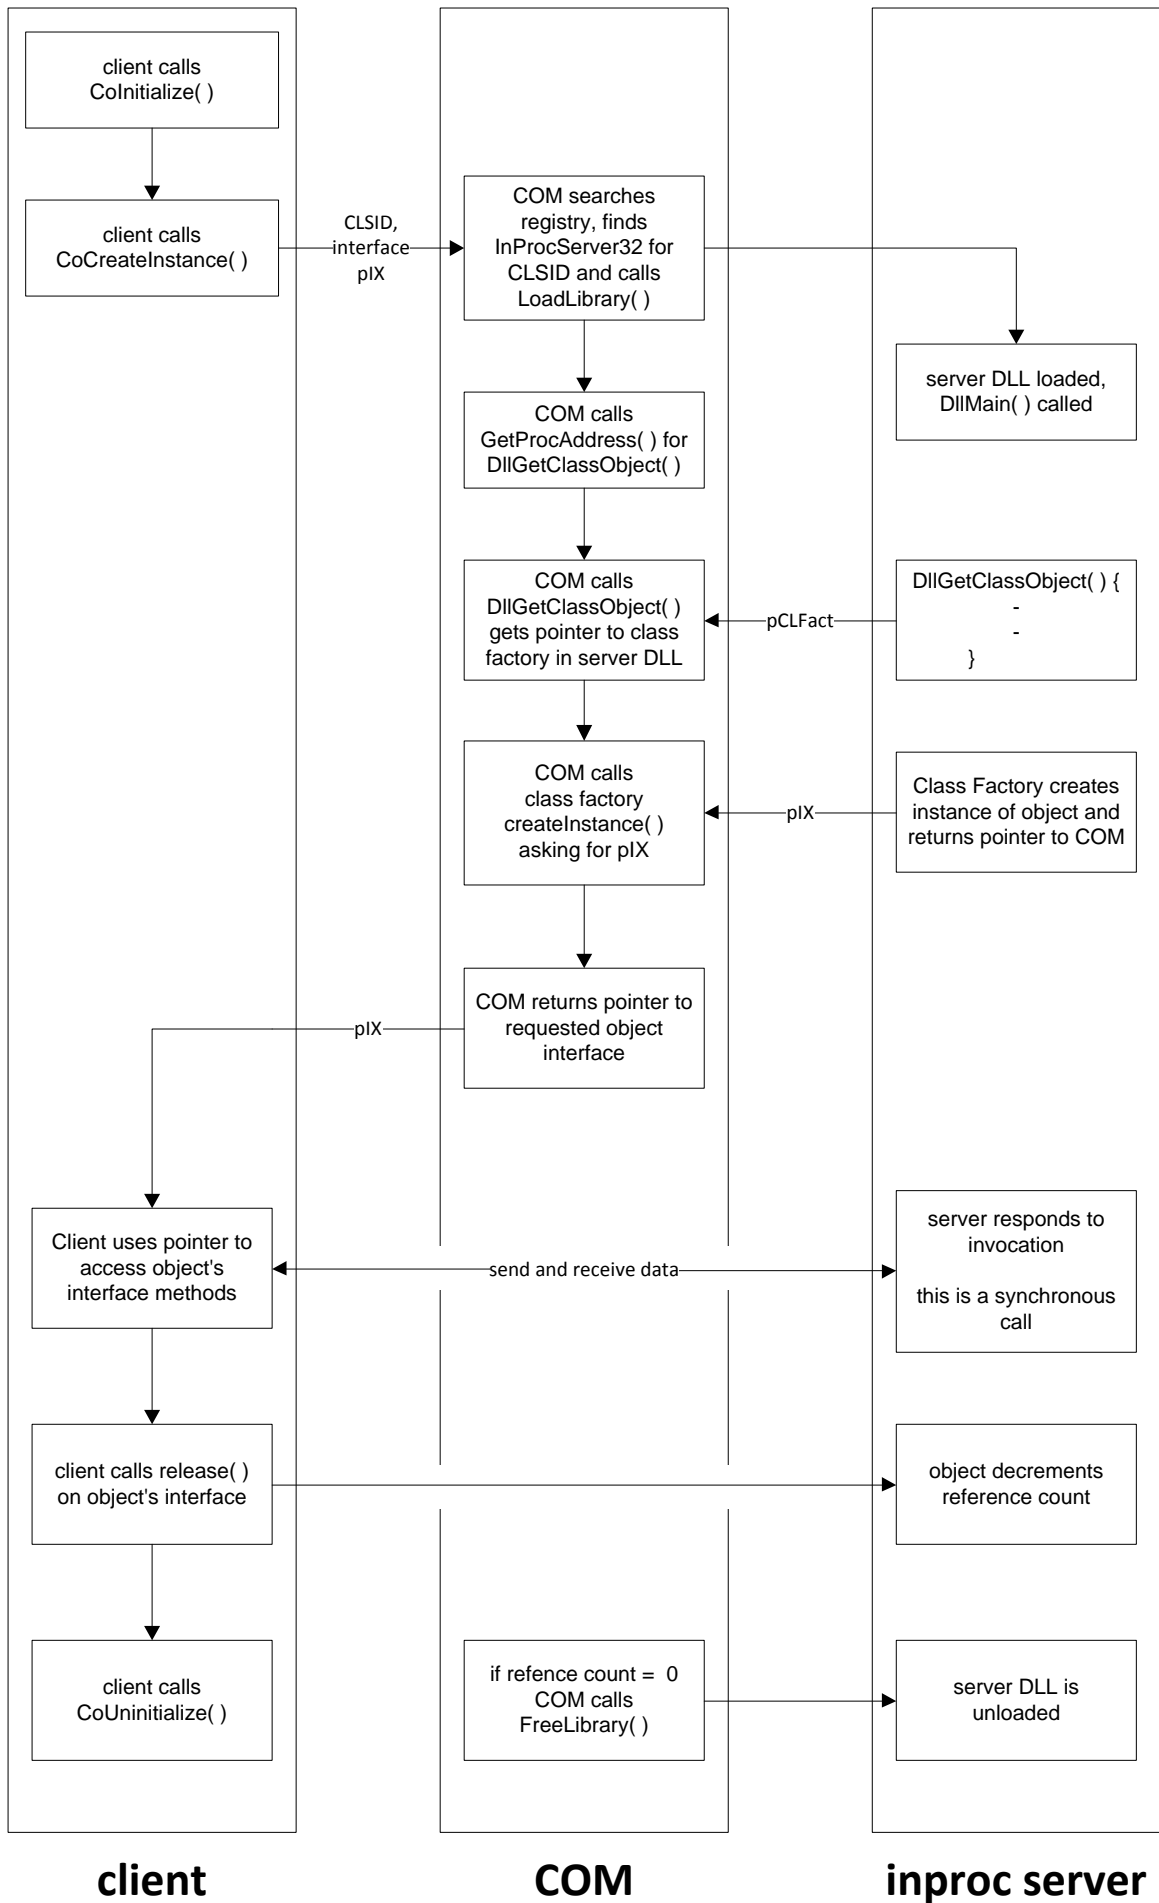 client calls
CoInitialize( )
client calls
CoCreateInstance( )
CLSID,
interface
pIX
COM searches
registry, finds
InProcServer32 for
CLSID and calls
LoadLibrary( )
server DLL loaded,
DllMain( ) called
COM calls
GetProcAddress( ) for
DllGetClassObject( )
COM calls
DllGetClassObject( )
gets pointer to class
factory in server DLL
pCLFact
DllGetClassObject( ) {
-
-
}
COM calls
class factory
createInstance( )
asking for pIX
pIX
Class Factory creates
instance of object and
returns pointer to COM
COM returns pointer to
requested object
interface
pIX
Client uses pointer to
access object's
interface methods
send and receive data
server responds to
invocation
this is a synchronous
call
client calls release( )
on object's interface
object decrements
reference count
client calls
CoUninitialize( )
if refence count =  0
COM calls
FreeLibrary( )
server DLL is
unloaded
client
COM
inproc server